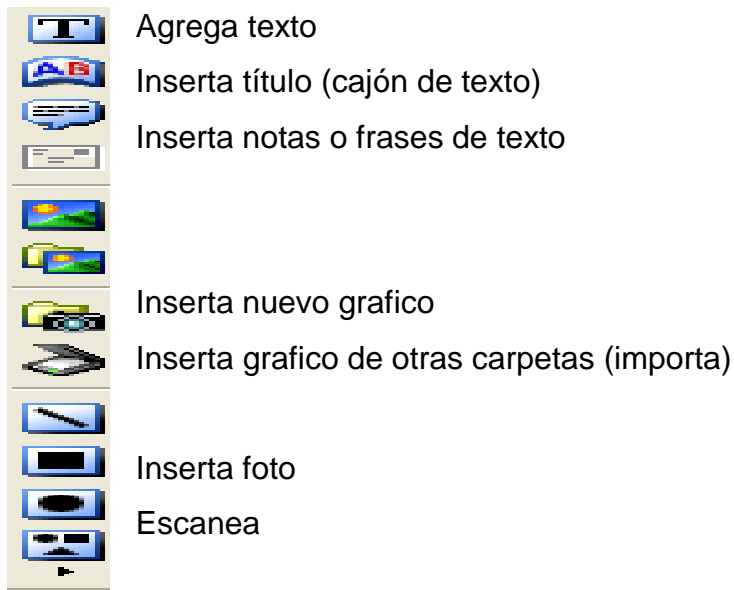 T Agrega texto
AB
Inserta título (cajón de texto)
Inserta notas o frases de texto
Inserta nuevo grafico
Inserta grafico de otras carpetas (importa)
Inserta foto
Escanea